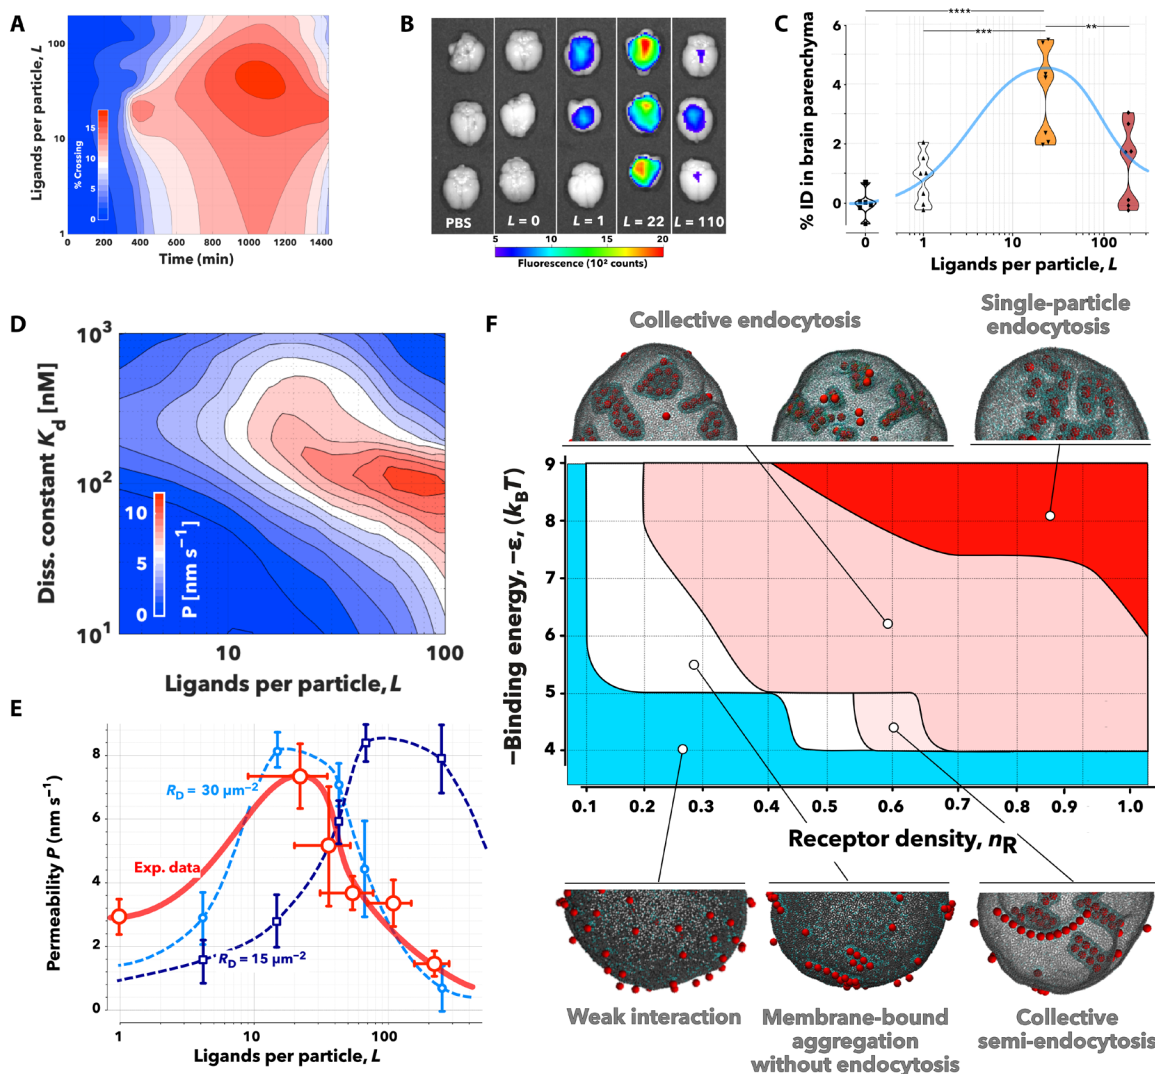 A
Ligands per particle, L
100
10
1
15
10
5
0
% Crossing
0 200 400 600 800 1000 1200 1400
Time (min)
B
PBS L = 0 L = 1 L = 22 L = 110
5 10 15 20
Fluorescence (10² counts)
C
**** *** **
% ID in brain parenchyma
6
4
2
0
0 1 10 100
Ligands per particle, L
D
Diss. constant Kd [nM]
10³
10²
10¹
10
5
0
P [nm s⁻¹]
10 100
Ligands per particle, L
E
Permeability P (nm s⁻¹)
8
6
4
2
0
RD = 30 μm⁻²
Exp. data
RD = 15 μm⁻²
1 10 100
Ligands per particle, L
F
Collective endocytosis
Single-particle
endocytosis
−Binding energy, −ε, (kBT)
9
8
7
6
5
4
0.1 0.2 0.3 0.4 0.5 0.6 0.7 0.9 1.0
Receptor density, nR
Weak interaction
Membrane-bound
aggregation
without endocytosis
Collective
semi-endocytosis